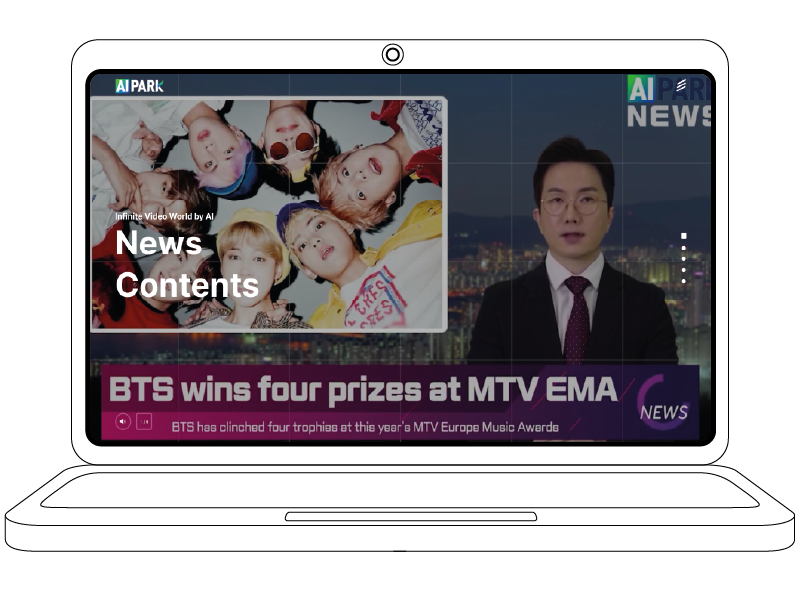 AI PARK
AI PARK
NEWS
Infinite Video World by AI
News
Contents
BTS wins four prizes at MTV EMA
NEWS
BTS has clinched four trophies at this year's MTV Europe Music Awards